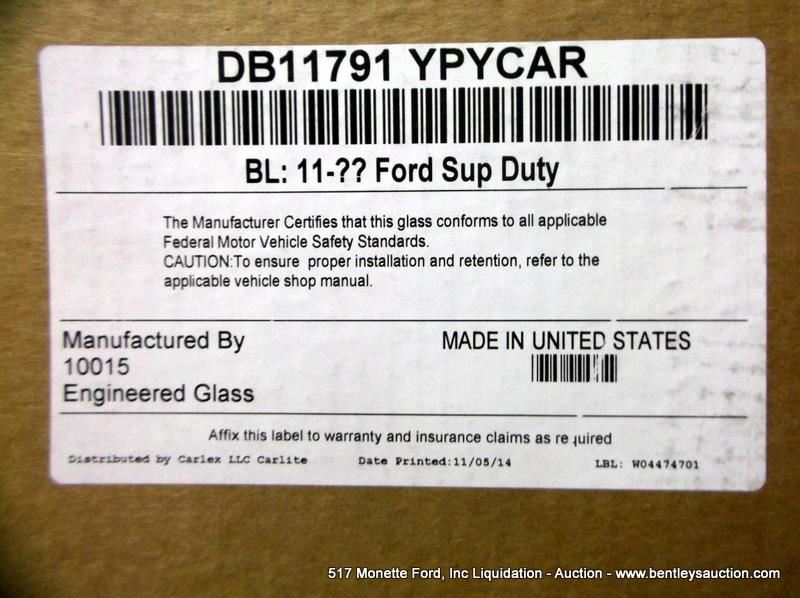 DB11791 YPYCAR
BL: 11-?? Ford Sup Duty
The Manufacturer Certifies that this glass conforms to all applicable
Federal Motor Vehicle Safety Standards.
CAUTION:To ensure proper installation and retention, refer to the
applicable vehicle shop manual.
Manufactured By
10015
Engineered Glass
MADE IN UNITED STATES
Affix this label to warranty and insurance claims as required
Distributed by Carlex LLC Carlite Date Printed:11/05/14 LBL: W04474701
517 Monette Ford, Inc Liquidation - Auction - www.bentleysauction.com